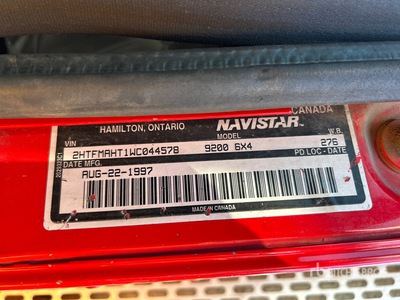 CANADA
HAMILTON, ONTARIO NAVISTAR
VIN MODEL W.B.
2HTFMAHT1WC044578 9200 6X4 276
DATE MFG. PD LOC - DATE
AUG-22-1997
MADE IN CANADA